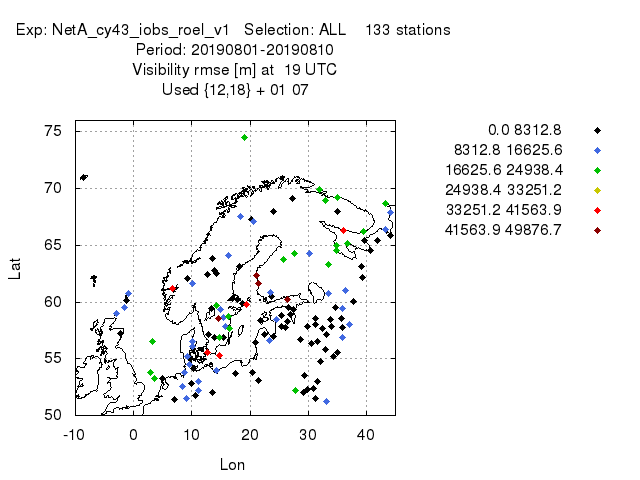 Exp: NetA_cy43_iobs_roel_v1 Selection: ALL 133 stations
Period: 20190801-20190810
Visibility rmse [m] at 19 UTC
Used {12,18} + 01 07
0.0 8312.8
8312.8 16625.6
16625.6 24938.4
24938.4 33251.2
33251.2 41563.9
41563.9 49876.7
75
70
65
60
55
50
Lat
-10 0 10 20 30 40
Lon